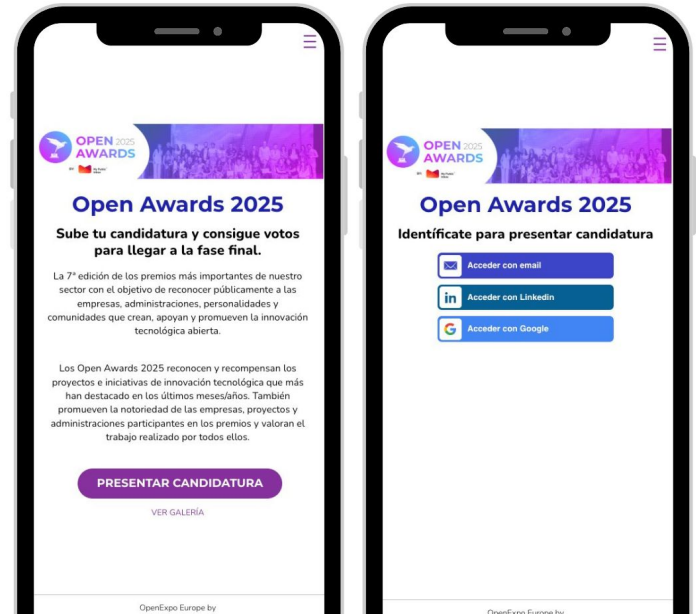 OPEN 2025
AWARDS
BY
Open Awards 2025
Sube tu candidatura y consigue votos
para llegar a la fase final.
La 7ª edición de los premios más importantes de nuestro
sector con el objetivo de reconocer públicamente a las
empresas, administraciones, personalidades y
comunidades que crean, apoyan y promueven la innovación
tecnológica abierta.
Los Open Awards 2025 reconocen y recompensan los
proyectos e iniciativas de innovación tecnológica que más
han destacado en los últimos meses/años. También
promueven la notoriedad de las empresas, proyectos y
administraciones participantes en los premios y valoran el
trabajo realizado por todos ellos.
PRESENTAR CANDIDATURA
VER GALERÍA
OpenExpo Europe by
OPEN 2025
AWARDS
BY
Open Awards 2025
Identifícate para presentar candidatura
Acceder con email
in Acceder con Linkedin
G Acceder con Google
OpenExpo Europe by